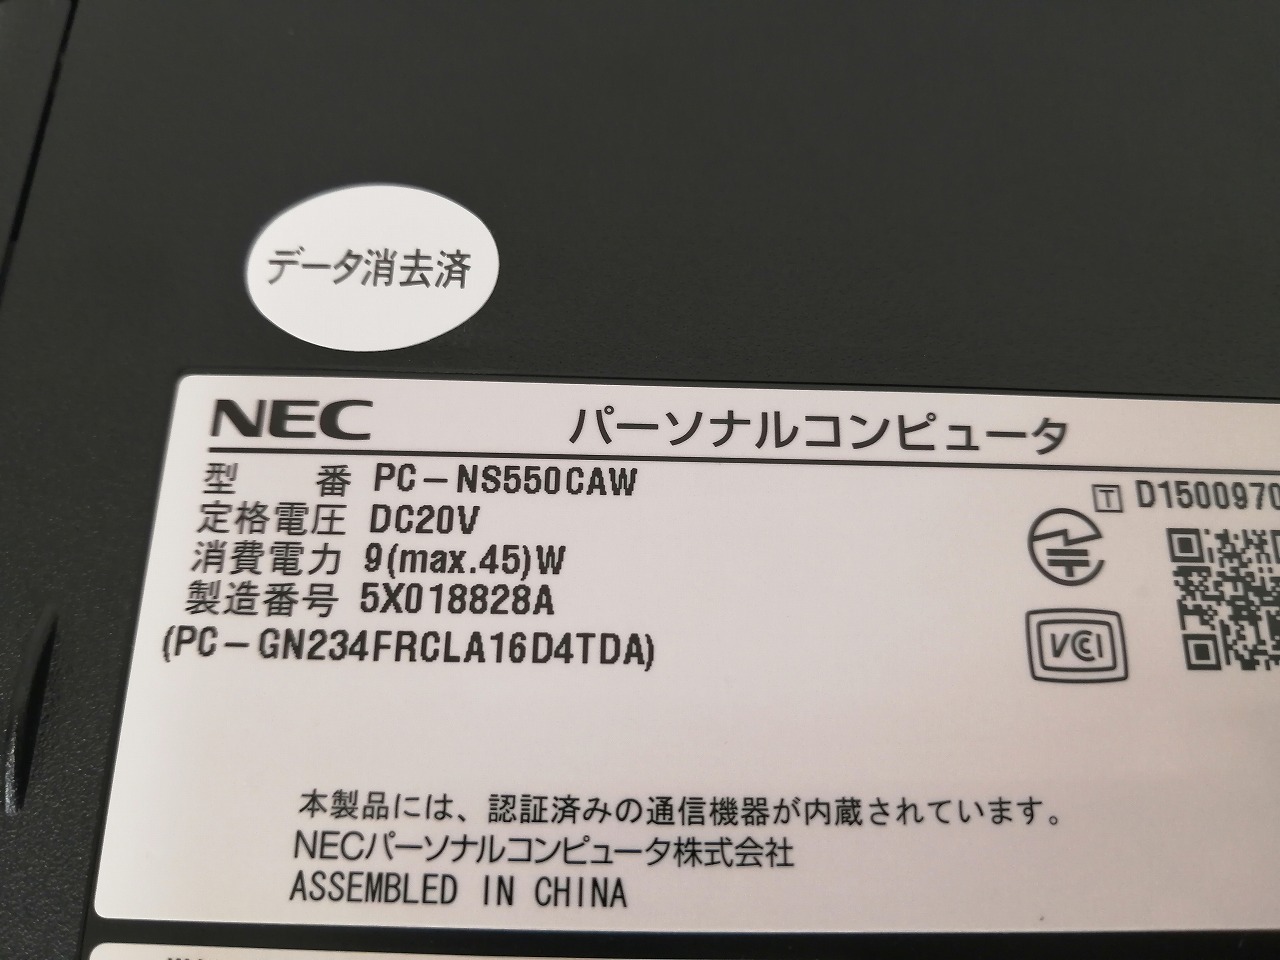 データ消去済
NEC パーソナルコンピュータ
型 番 PC-NS550CAW
定格電圧 DC20V
消費電力 9(max.45)W
製造番号 5X018828A
(PC-GN234FRCLA16D4TDA)
T D1500970
VCCI
本製品には、認証済みの通信機器が内蔵されています。
NECパーソナルコンピュータ株式会社
ASSEMBLED IN CHINA